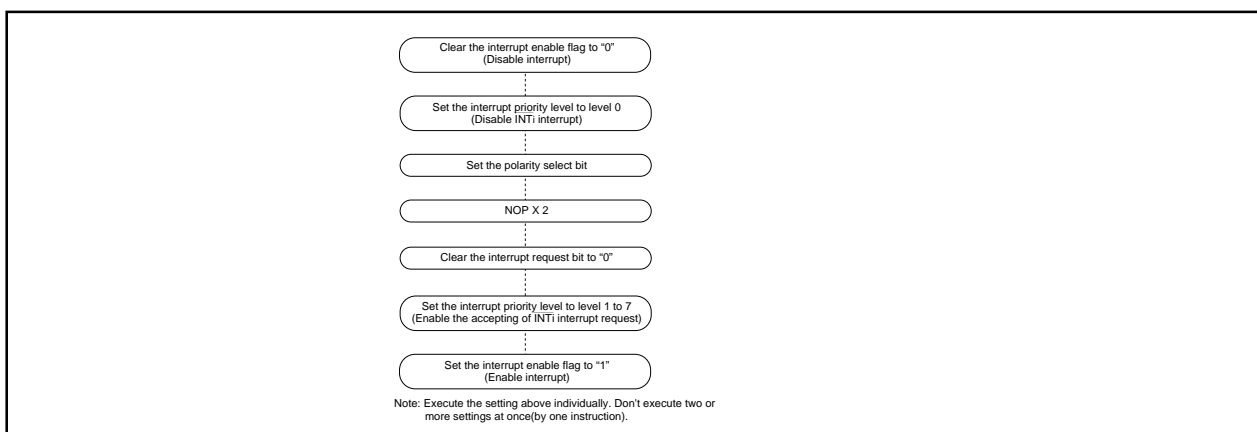 Clear the interrupt enable flag to “0”
(Disable interrupt)
Set the interrupt priority level to level 0
(Disable INTi interrupt)
Set the polarity select bit
NOP X 2
Clear the interrupt request bit to “0”
Set the interrupt priority level to level 1 to 7
(Enable the accepting of INTi interrupt request)
Set the interrupt enable flag to “1”
(Enable interrupt)
Note: Execute the setting above individually. Don’t execute two or
more settings at once(by one instruction).